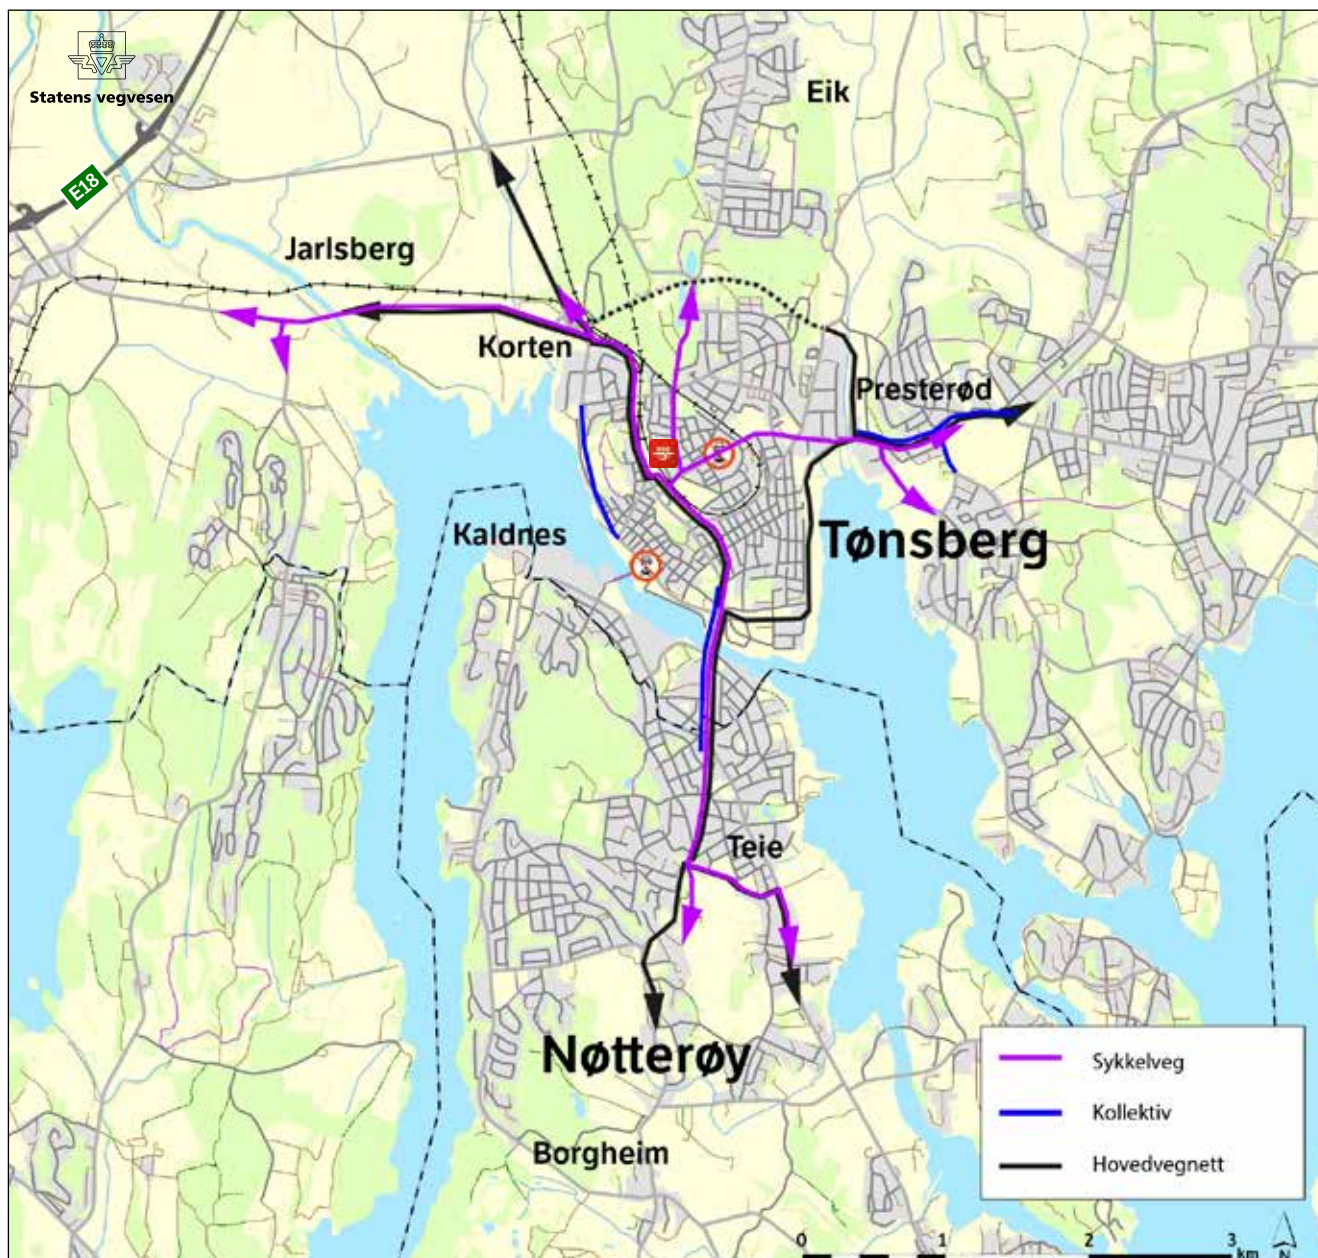 Statens vegvesen
Eik
E18
Jarlsberg
Korten
Presterød
Kaldnes
Tønsberg
Teie
Nøtterøy
Borgheim
Sykkelveg
Kollektiv
Hovedvegnett
0 1 2 3
km
N